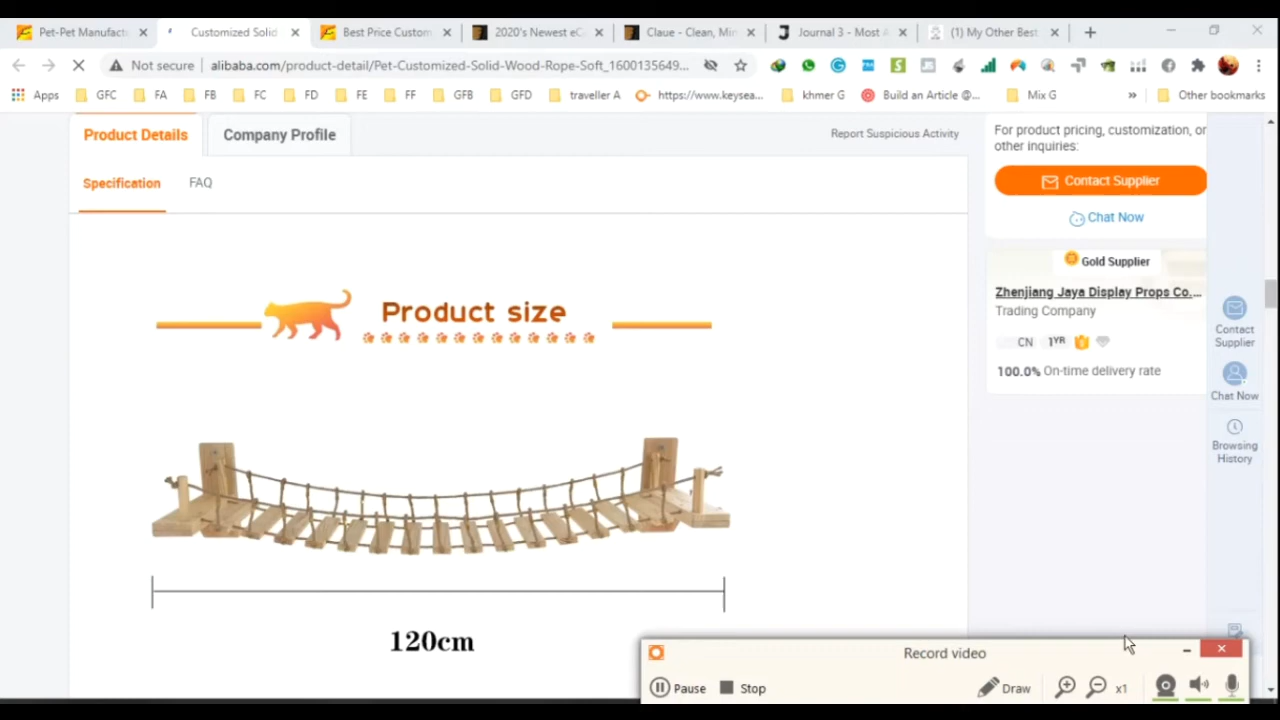 Pet-Pet Manufactu
Customized Solid
Best Price Custom
2020's Newest eC
Claue - Clean, Min
Journal 3 - Most A
(1) My Other Best
Not secure
alibaba.com/product-detail/Pet-Customized-Solid-Wood-Rope-Soft_1600135649...
Apps
GFC
FA
FB
FC
FD
FE
FF
GFB
GFD
traveller A
https://www.keysea...
khmer G
Build an Article @...
Mix G
Other bookmarks
Product Details
Company Profile
Report Suspicious Activity
Specification
FAQ
For product pricing, customization, or
other inquiries:
Contact Supplier
Chat Now
Gold Supplier
Zhenjiang Jaya Display Props Co....
Trading Company
CN
1YR
100.0% On-time delivery rate
Contact
Supplier
Chat Now
Browsing
History
Product size
120cm
Record video
Pause
Stop
Draw
x1